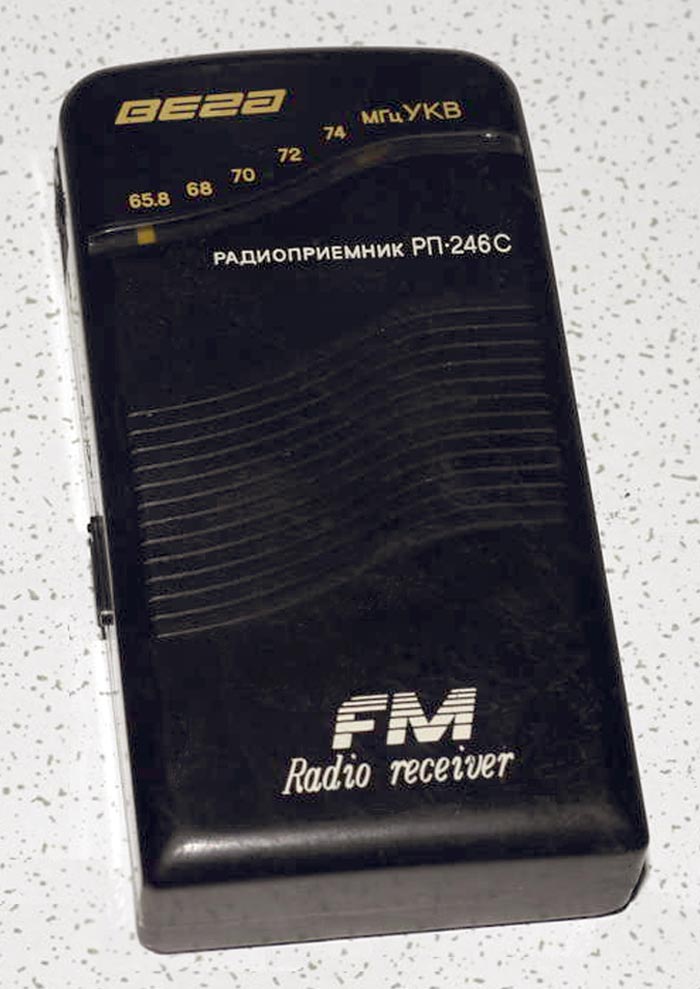 ВЕГА
65.8 68 70 72 74 МГц УКВ
РАДИОПРИЕМНИК РП·246С
FM
Radio receiver